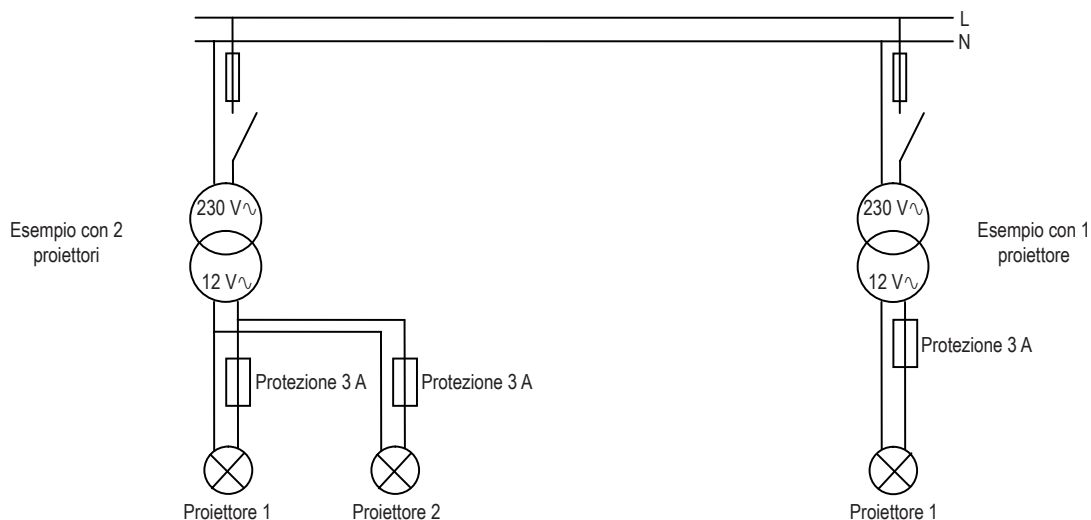 L
N
230 V∿
230 V∿
Esempio con 2
proiettori
Esempio con 1
proiettore
12 V∿
12 V∿
Protezione 3 A
Protezione 3 A
Protezione 3 A
Proiettore 1
Proiettore 2
Proiettore 1